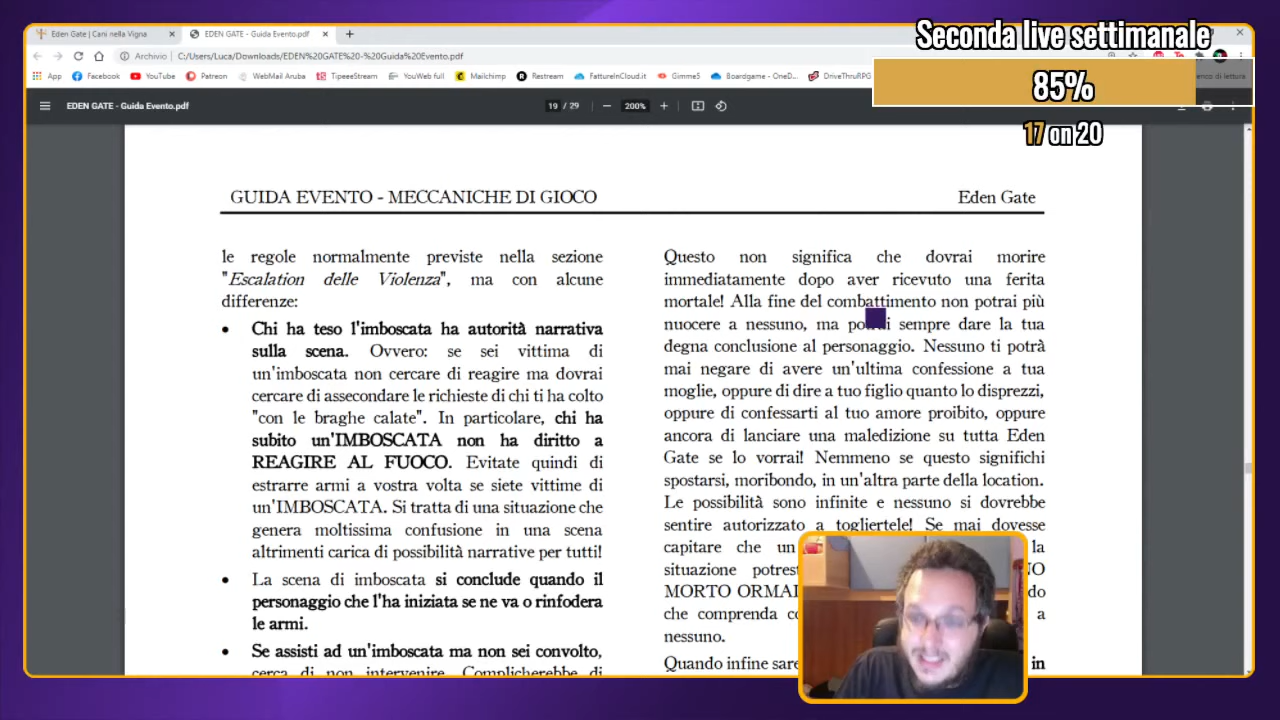 Eden Gate | Cani nella Vigna
EDEN GATE - Guida Evento.pdf
Seconda live settimanale
Archivio
C:/Users/Luca/Downloads/EDEN%20GATE%20-%20Guida%20Evento.pdf
App
Facebook
YouTube
Patreon
WebMail Aruba
TipeeeStream
YouWeb full
Mailchimp
Restream
FattureInCloud.it
Gimme5
Boardgame - OneD...
DriveThruRPG
enco di lettura
85%
EDEN GATE - Guida Evento.pdf
19 / 29
200%
17 on 20
GUIDA EVENTO - MECCANICHE DI GIOCO
Eden Gate
le regole normalmente previste nella sezione
"Escalation delle Violenza", ma con alcune
differenze:
• Chi ha teso l'imboscata ha autorità narrativa
sulla scena. Ovvero: se sei vittima di
un'imboscata non cercare di reagire ma dovrai
cercare di assecondare le richieste di chi ti ha colto
"con le braghe calate". In particolare, chi ha
subito un'IMBOSCATA non ha diritto a
REAGIRE AL FUOCO. Evitate quindi di
estrarre armi a vostra volta se siete vittime di
un'IMBOSCATA. Si tratta di una situazione che
genera moltissima confusione in una scena
altrimenti carica di possibilità narrative per tutti!
• La scena di imboscata si conclude quando il
personaggio che l'ha iniziata se ne va o rinfodera
le armi.
• Se assisti ad un'imboscata ma non sei convolto,
cerca di non intervenire. Complicherebbe di
Questo non significa che dovrai morire
immediatamente dopo aver ricevuto una ferita
mortale! Alla fine del combattimento non potrai più
nuocere a nessuno, ma sempre dare la tua
degna conclusione al personaggio. Nessuno ti potrà
mai negare di avere un'ultima confessione a tua
moglie, oppure di dire a tuo figlio quanto lo disprezzi,
oppure di confessarti al tuo amore proibito, oppure
ancora di lanciare una maledizione su tutta Eden
Gate se lo vorrai! Nemmeno se questo significhi
spostarsi, moribondo, in un'altra parte della location.
Le possibilità sono infinite e nessuno si dovrebbe
sentire autorizzato a togliertele! Se mai dovesse
capitare che un la
situazione potrest NO
MORTO ORMAI do
che comprenda co a
nessuno.
Quando infine sare in